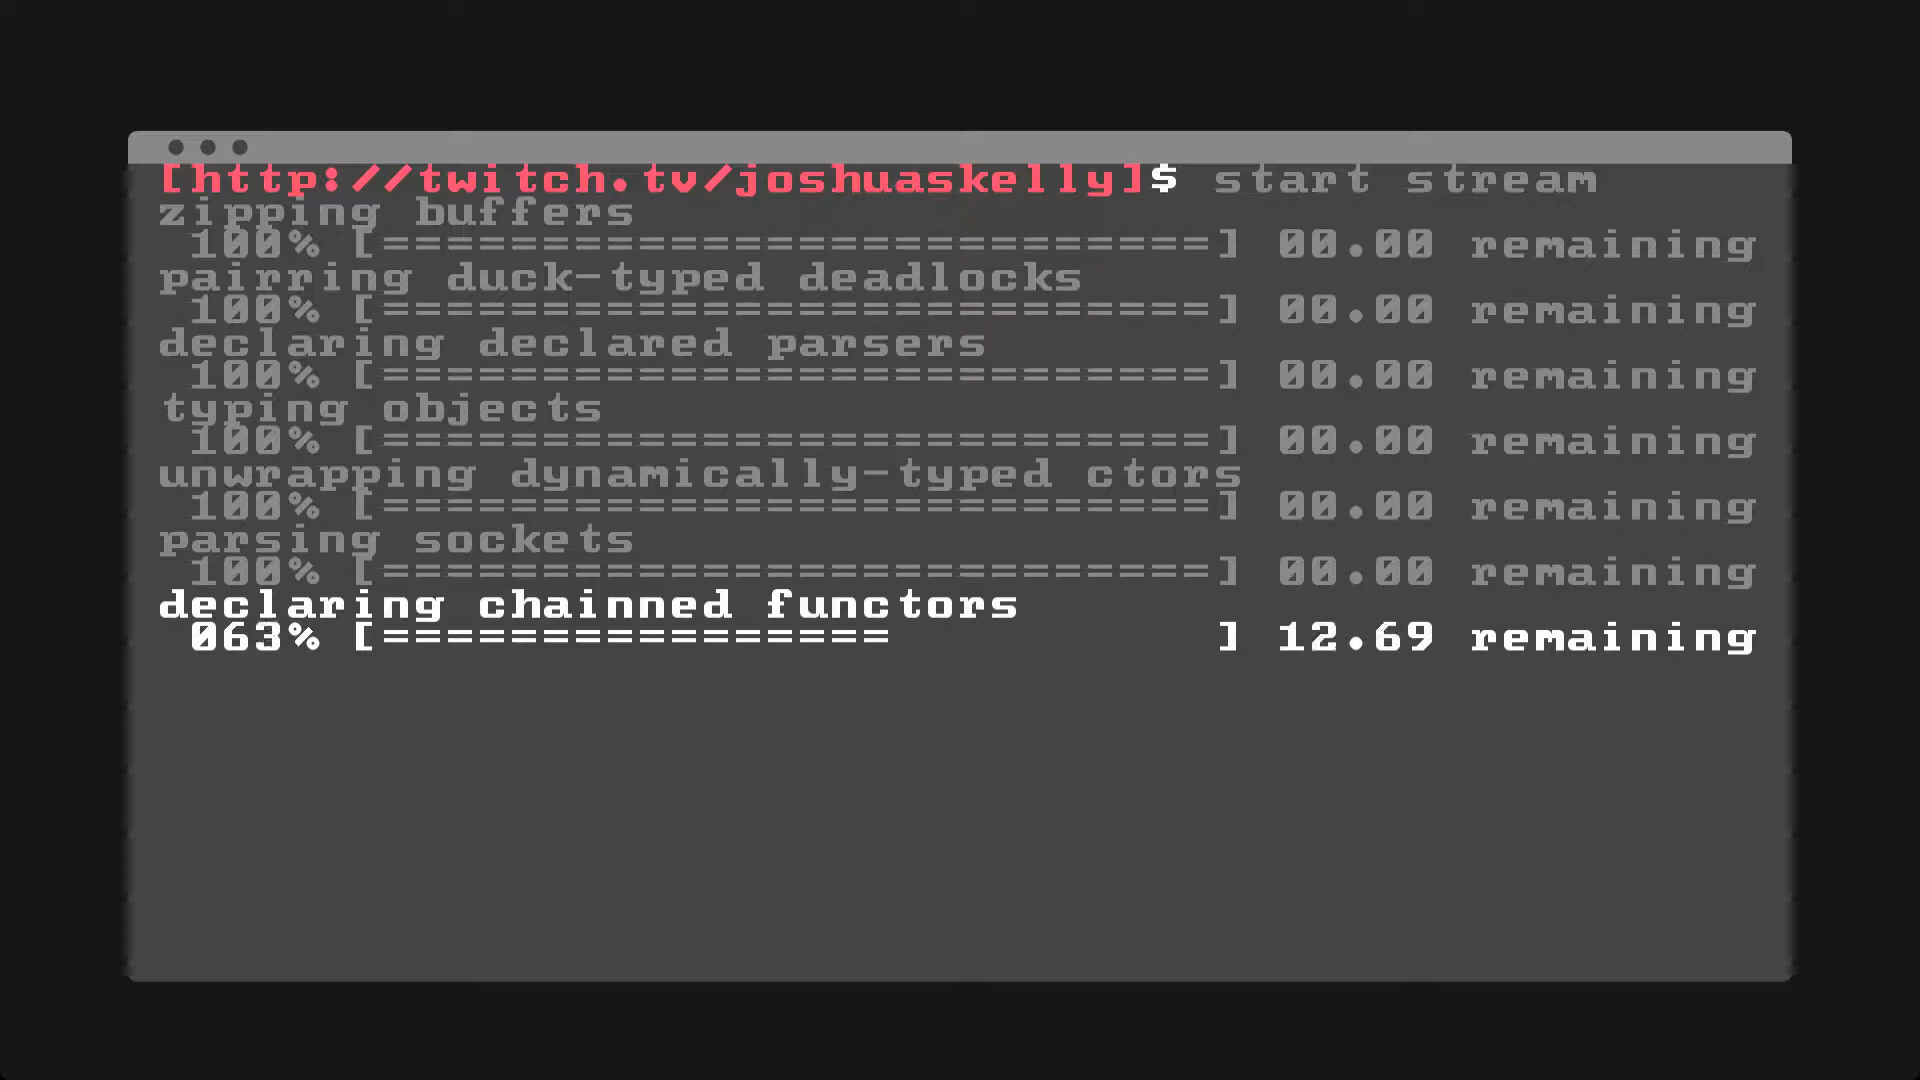 [http://twitch.tv/joshuaskelly]$ start stream
zipping buffers
100% [==========================] 00.00 remaining
pairring duck-typed deadlocks
100% [==========================] 00.00 remaining
declaring declared parsers
100% [==========================] 00.00 remaining
typing objects
100% [==========================] 00.00 remaining
unwrapping dynamically-typed ctors
100% [==========================] 00.00 remaining
parsing sockets
100% [==========================] 00.00 remaining
declaring chainned functors
063% [================          ] 12.69 remaining